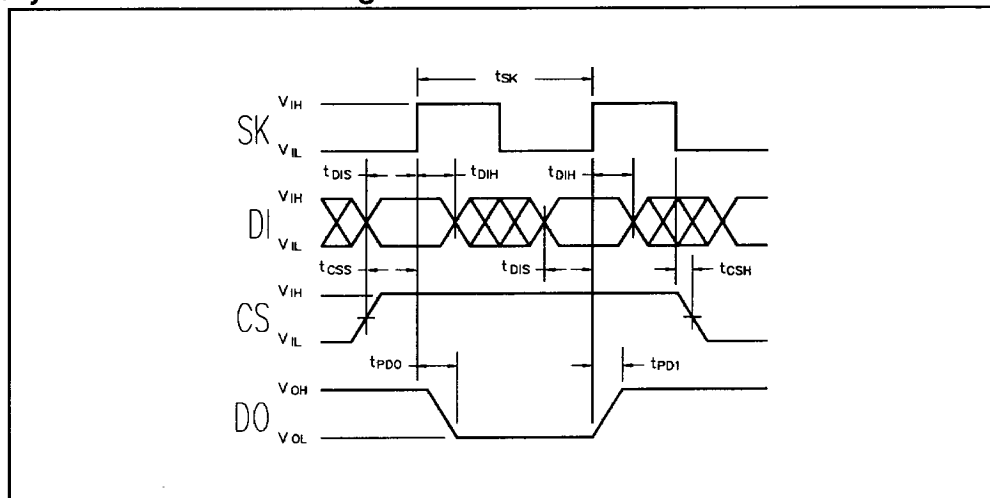 tSK
VIH
SK
VIL
tDIS
tDIH
tDIH
VIH
DI
VIL
tCSS
tDIS
tCSH
VIH
CS
VIL
tPD0
tPD1
VOH
DO
VOL